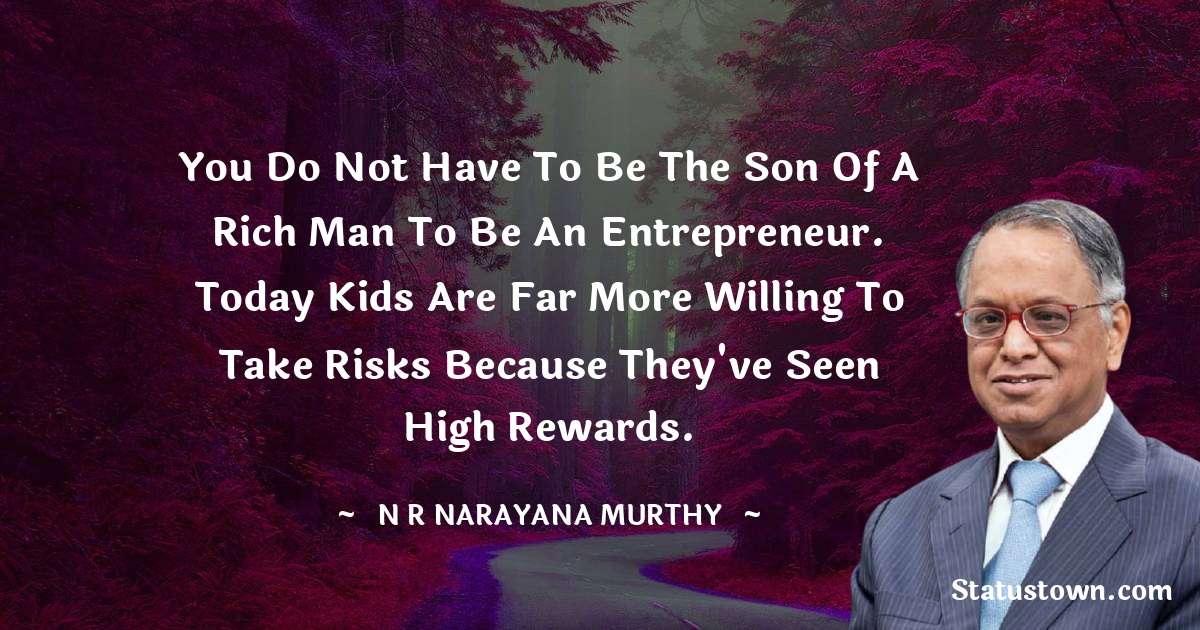 You Do Not Have To Be The Son Of A
Rich Man To Be An Entrepreneur.
Today Kids Are Far More Willing To
Take Risks Because They've Seen
High Rewards.
~ N R NARAYANA MURTHY ~
Statustown.com